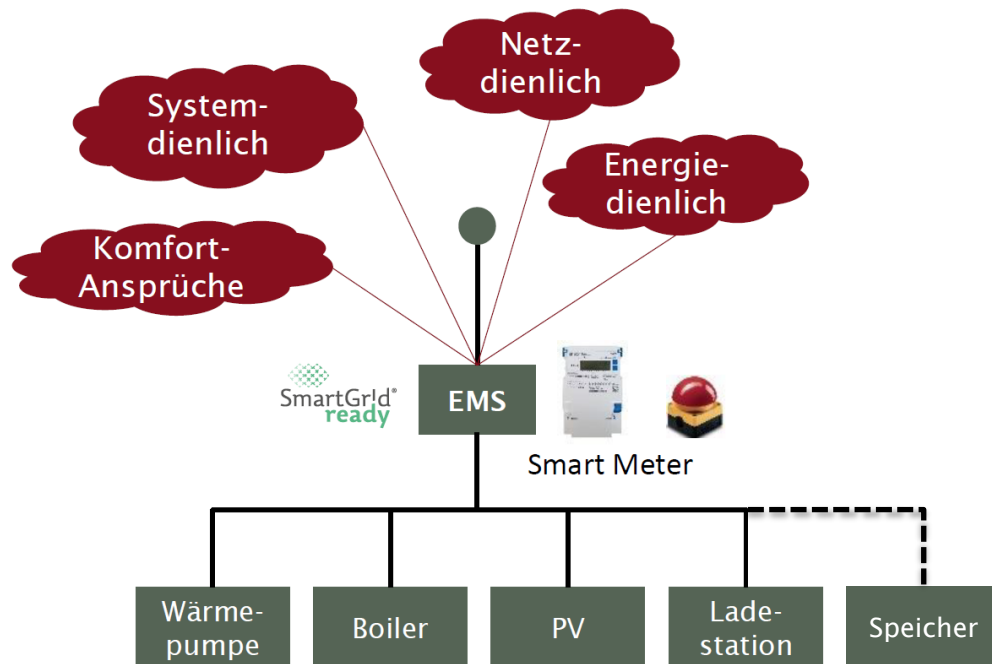 Netz-
dienlich
System-
dienlich
Energie-
dienlich
Komfort-
Ansprüche
SmartGr!d®
ready
EMS
Smart Meter
Wärme-
pumpe
Boiler
PV
Lade-
station
Speicher